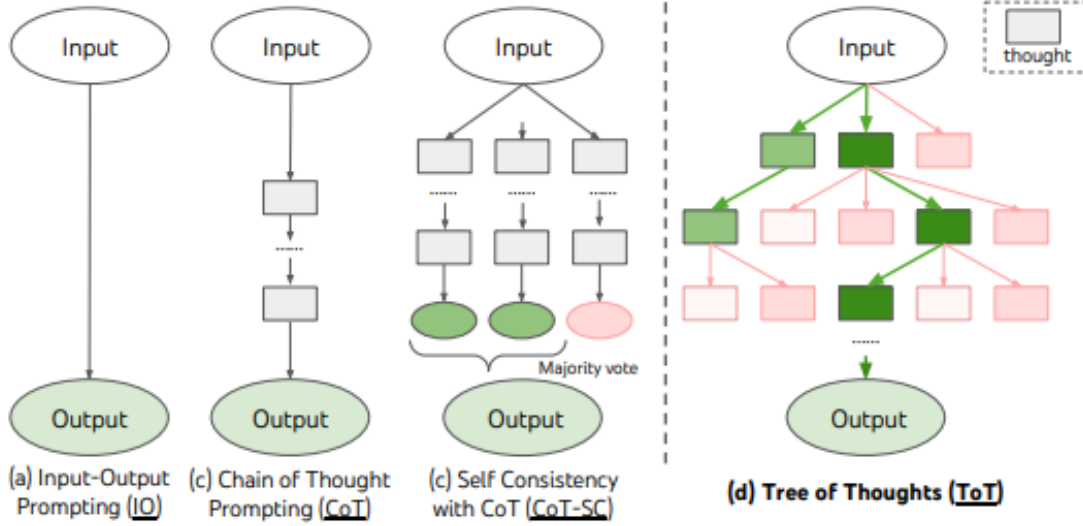 Input
Output
(a) Input-Output
Prompting (IO)
Input
......
Output
(c) Chain of Thought
Prompting (CoT)
Input
......
......
......
Majority vote
Output
(c) Self Consistency
with CoT (CoT-SC)
thought
Input
......
Output
(d) Tree of Thoughts (ToT)